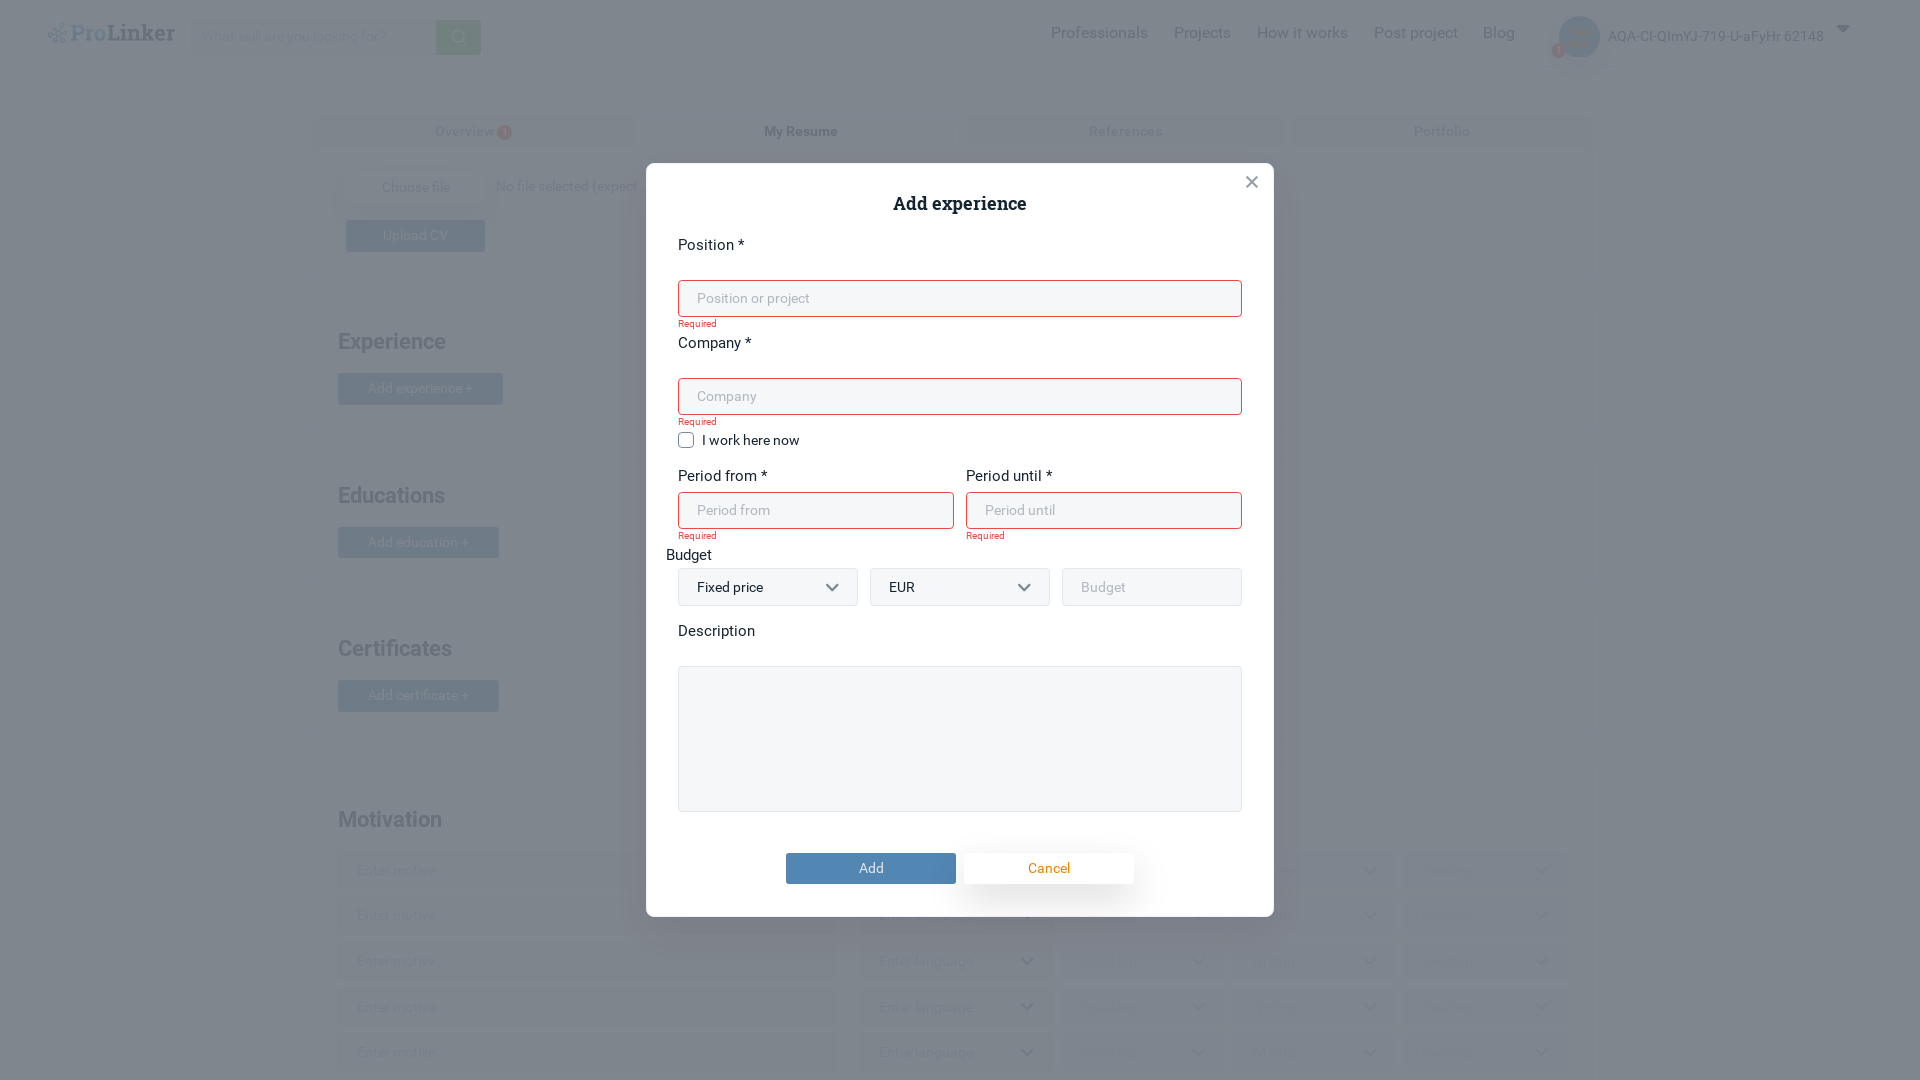 ProLinker
What skill are you looking for?
Professionals
Projects
How it works
Post project
Blog
1
AQA-CI-QImYJ-719-U-aFyHr 62148
Overview 1
My Resume
References
Portfolio
Choose file
No file selected (expect
Upload CV
Experience
Add experience +
Educations
Add education +
Certificates
Add certificate +
Motivation
Enter motive
Enter motive
Enter motive
Enter language
Enter motive
Enter language
Enter motive
Enter language
Add experience
Position *
Position or project
Required
Company *
Company
Required
I work here now
Period from *
Period until *
Period from
Period until
Required
Required
Budget
Fixed price
EUR
Budget
Description
Add
Cancel